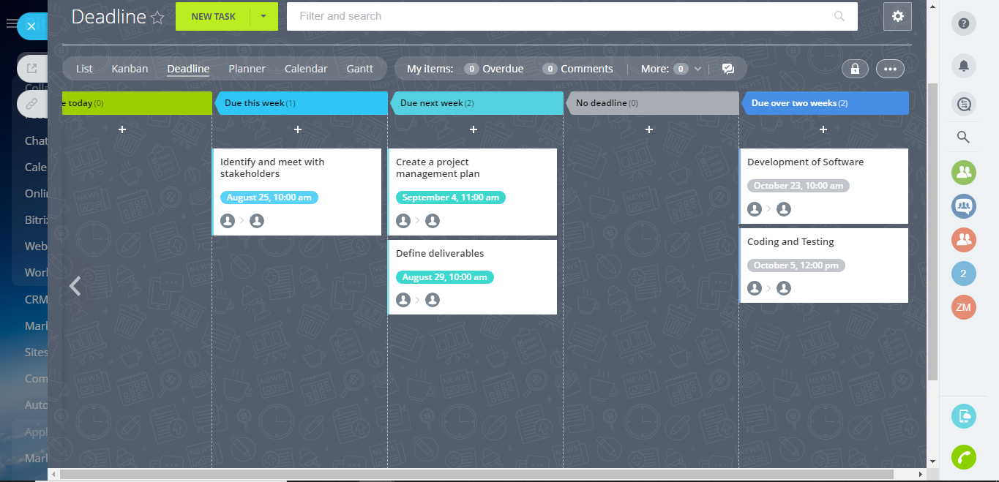 Deadline
NEW TASK
Filter and search
List Kanban Deadline Planner Calendar Gantt
My items: 0 Overdue 0 Comments More: 0
Colla
Chat
Cale
Onlin
Bitrix
Web
Worl
CRM
Mark
Sites
Com
Auto
Appl
Mark
e today (0)
Due this week (1)
Due next week (2)
No deadline (0)
Due over two weeks (2)
Identify and meet with
stakeholders
August 25, 10:00 am
Create a project
management plan
September 4, 11:00 am
Define deliverables
August 29, 10:00 am
Development of Software
October 23, 10:00 am
Coding and Testing
October 5, 12:00 pm
2
ZM